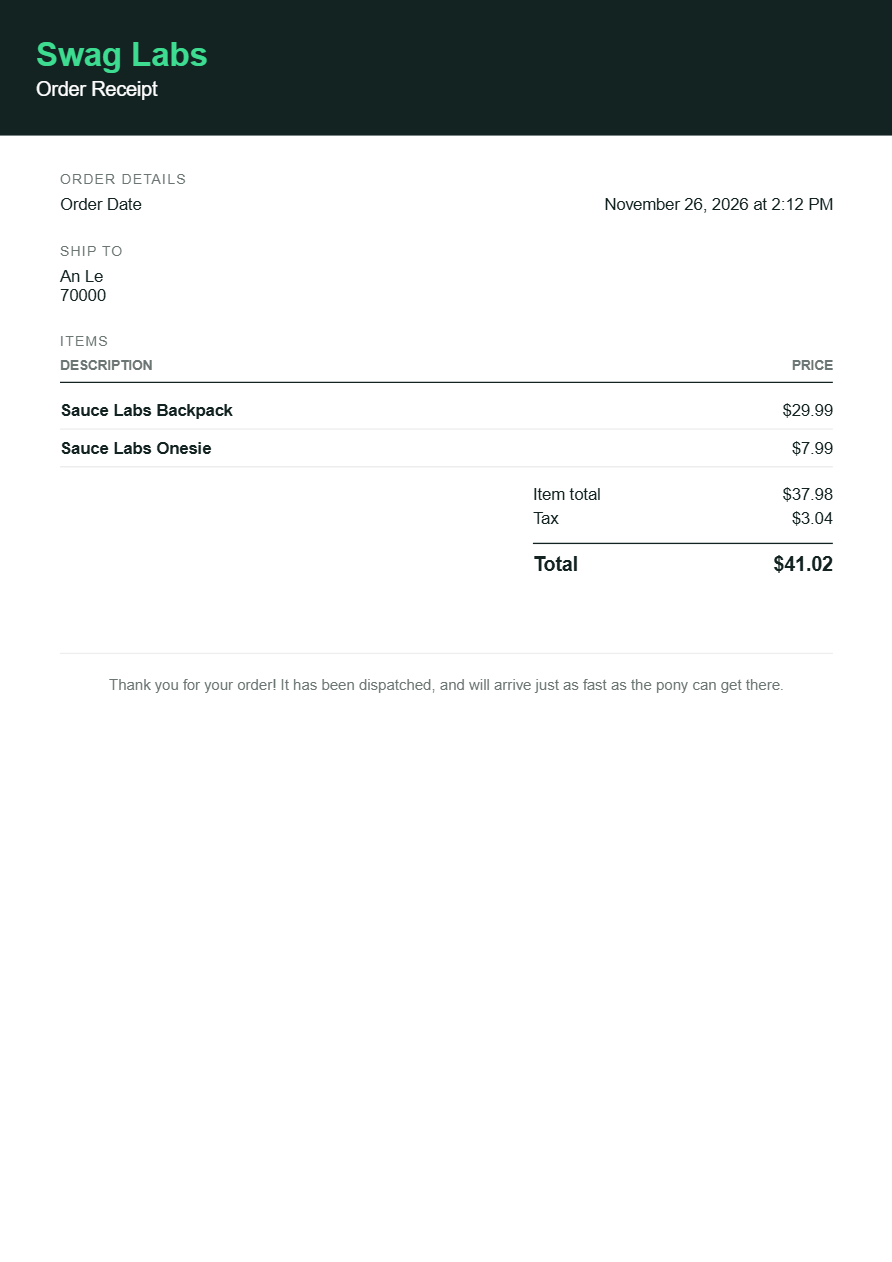 Swag Labs
Order Receipt
ORDER DETAILS
Order Date November 26, 2026 at 2:12 PM
SHIP TO
An Le
70000
ITEMS
DESCRIPTION PRICE
Sauce Labs Backpack $29.99
Sauce Labs Onesie $7.99
Item total $37.98
Tax $3.04
Total $41.02
Thank you for your order! It has been dispatched, and will arrive just as fast as the pony can get there.